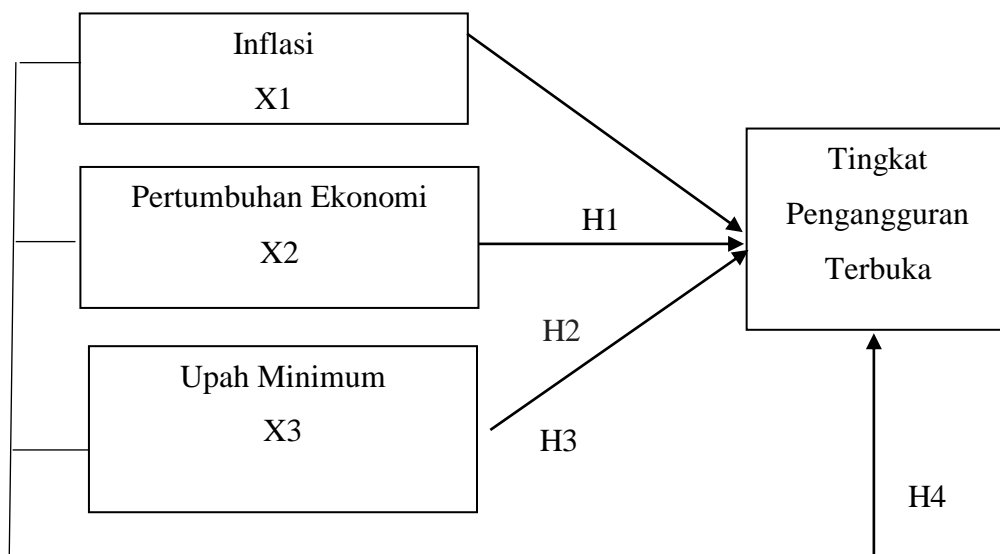 Inflasi
X1
Pertumbuhan Ekonomi
X2
Upah Minimum
X3
H1
H2
H3
Tingkat
Pengangguran
Terbuka
H4